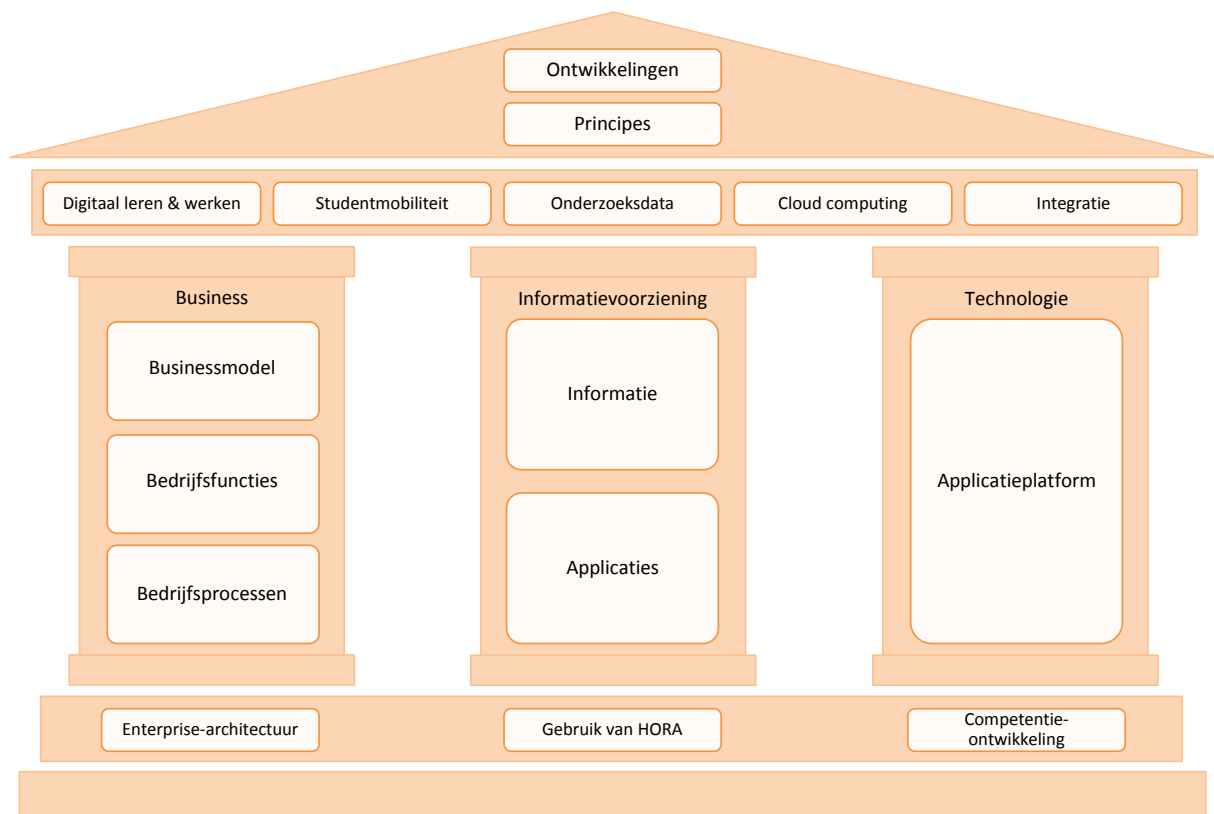 Ontwikkelingen
Principes
Digitaal leren & werken
Studentmobiliteit
Onderzoeksdata
Cloud computing
Integratie
Business
Businessmodel
Bedrijfsfuncties
Bedrijfsprocessen
Informatievoorziening
Informatie
Applicaties
Technologie
Applicatieplatform
Enterprise-architectuur
Gebruik van HORA
Competentie-
ontwikkeling